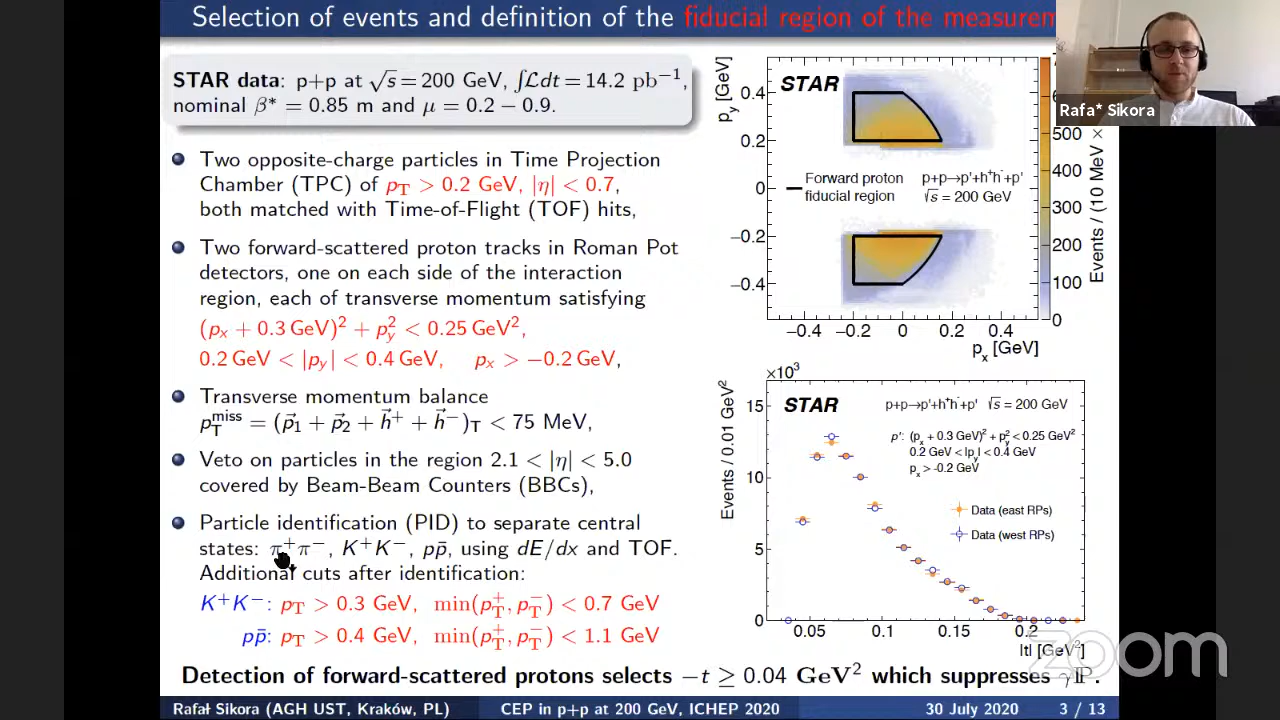 Selection of events and definition of the fiducial region of the measurem
STAR data: p+p at √s = 200 GeV, ∫ℒdt = 14.2 pb⁻¹,
nominal β* = 0.85 m and μ = 0.2 − 0.9.
Two opposite-charge particles in Time Projection
Chamber (TPC) of pT > 0.2 GeV, |η| < 0.7,
both matched with Time-of-Flight (TOF) hits,
Two forward-scattered proton tracks in Roman Pot
detectors, one on each side of the interaction
region, each of transverse momentum satisfying
(px + 0.3 GeV)² + py² < 0.25 GeV²,
0.2 GeV < |py| < 0.4 GeV, px > −0.2 GeV,
Transverse momentum balance
pT^miss = (p⃗1 + p⃗2 + h⃗⁺ + h⃗⁻)T < 75 MeV,
Veto on particles in the region 2.1 < |η| < 5.0
covered by Beam-Beam Counters (BBCs),
Particle identification (PID) to separate central
states: π⁺π⁻, K⁺K⁻, pp̄, using dE/dx and TOF.
Additional cuts after identification:
K⁺K⁻: pT > 0.3 GeV, min(pT⁺, pT⁻) < 0.7 GeV
pp̄: pT > 0.4 GeV, min(pT⁺, pT⁻) < 1.1 GeV
py [GeV]
STAR
0.4
0.2
0
−0.2
−0.4
Forward proton
fiducial region
p+p→p'+h⁺h⁻+p'
√s = 200 GeV
−0.4 −0.2 0 0.2 0.4
px [GeV]
500
400
300
200
100
0
Events / (10 MeV ×
Rafa* Sikora
×10³
Events / 0.01 GeV²
15
10
5
0
STAR
p+p→p'+h⁺h⁻+p' √s = 200 GeV
p': (px + 0.3 GeV)² + py² < 0.25 GeV²
0.2 GeV < |py| < 0.4 GeV
px > -0.2 GeV
Data (east RPs)
Data (west RPs)
0.05 0.1 0.15 0.2
|t| [GeV²]
zoom
Detection of forward-scattered protons selects −t ≥ 0.04 GeV² which suppresses γℙ.
Rafał Sikora (AGH UST, Kraków, PL) CEP in p+p at 200 GeV, ICHEP 2020 30 July 2020 3 / 13